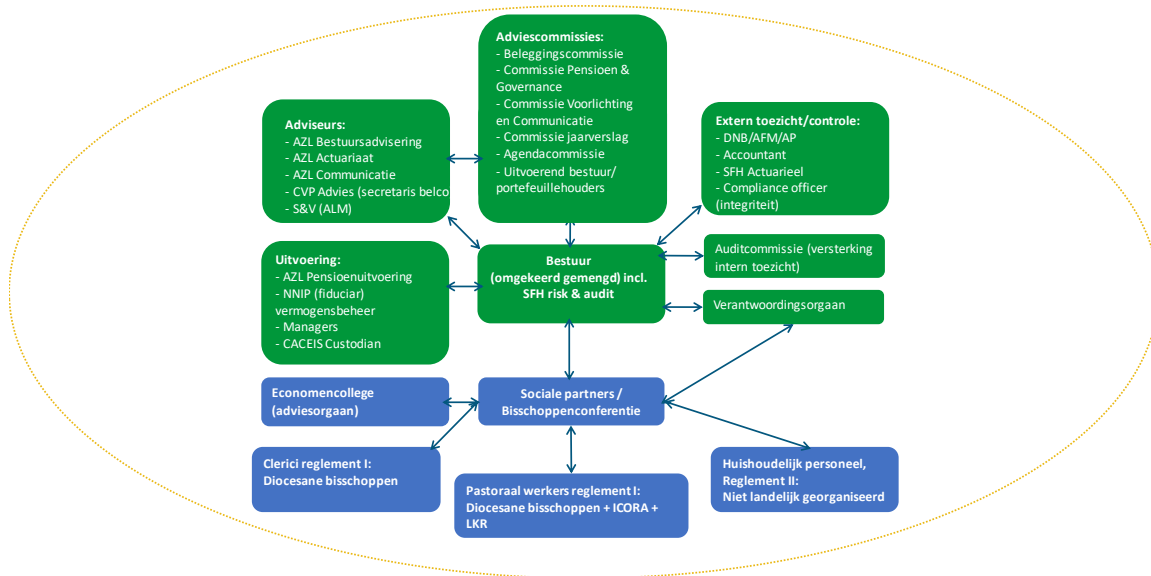 Adviescommissies:
- Beleggingscommissie
- Commissie Pensioen &
Governance
- Commissie Voorlichting
en Communicatie
- Commissie jaarverslag
- Agendacommissie
- Uitvoerend bestuur/
portefeuillehouders
Adviseurs:
- AZL Bestuursadvisering
- AZL Actuariaat
- AZL Communicatie
- CVP Advies (secretaris belco
- S&V (ALM)
Extern toezicht/controle:
- DNB/AFM/AP
- Accountant
- SFH Actuarieel
- Compliance officer
(integriteit)
Uitvoering:
- AZL Pensioenuitvoering
- NNIP (fiduciar)
vermogensbeheer
- Managers
- CACEIS Custodian
Bestuur
(omgekeerd gemengd) incl.
SFH risk & audit
Auditcommissie (versterking
intern toezicht)
Verantwoordingsorgaan
Economencollege
(adviesorgaan)
Sociale partners /
Bisschoppenconferentie
Clerici reglement I:
Diocesane bisschoppen
Pastoraal werkers reglement I:
Diocesane bisschoppen + ICORA +
LKR
Huishoudelijk personeel,
Reglement II:
Niet landelijk georganiseerd